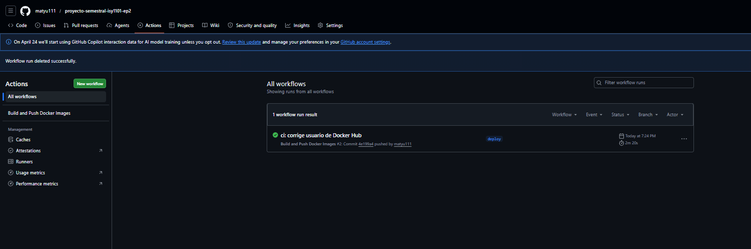 matyu111 / proyecto-semestral-isy1101-ep2
Code Issues Pull requests Agents Actions Projects Wiki Security and quality Insights Settings
On April 24 we'll start using GitHub Copilot interaction data for AI model training unless you opt out. Review this update and manage your preferences in your GitHub account settings.
Workflow run deleted successfully.
Actions
New workflow
All workflows
Build and Push Docker Images
Management
Caches
Attestations
Runners
Usage metrics
Performance metrics
All workflows
Showing runs from all workflows
Filter workflow runs
1 workflow run result
Workflow Event Status Branch Actor
ci: corrige usuario de Docker Hub
Build and Push Docker Images #2: Commit pushed by matyu111
deploy
Today at 1:24 PM
2m 20s